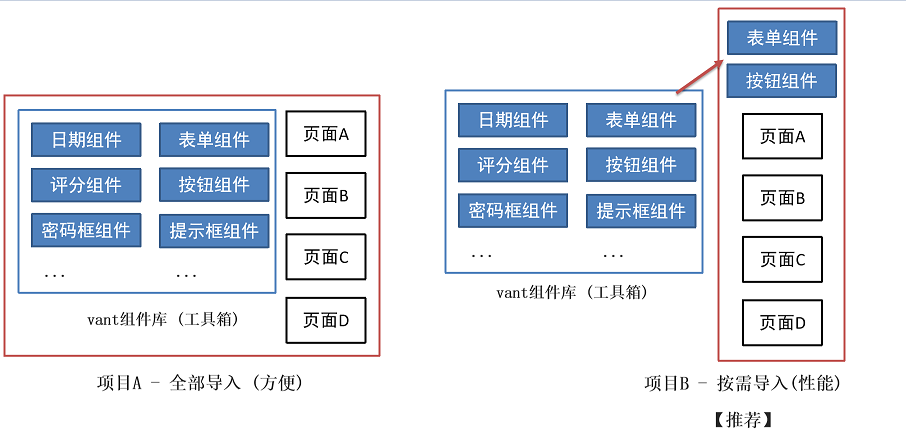 日期组件 表单组件
评分组件 按钮组件
密码框组件 提示框组件
... ...
页面A
页面B
页面C
页面D
vant组件库 (工具箱)
项目A - 全部导入 (方便)
日期组件 表单组件
评分组件 按钮组件
密码框组件 提示框组件
... ...
vant组件库 (工具箱)
表单组件
按钮组件
页面A
页面B
页面C
页面D
项目B - 按需导入(性能)
【推荐】